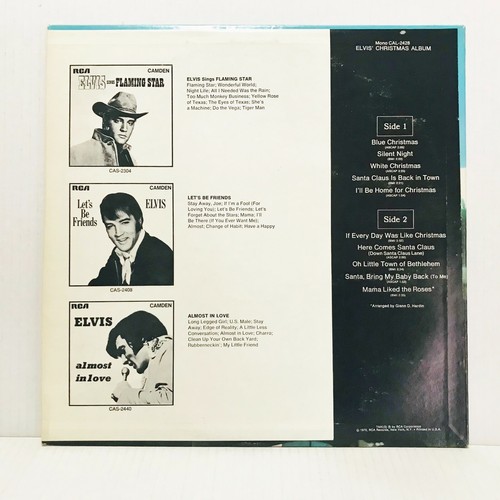 Mono CAL-2428
ELVIS' CHRISTMAS ALBUM
RCA CAMDEN
ELVIS SINGS FLAMING STAR
CAS-2304
ELVIS Sings FLAMING STAR
Flaming Star; Wonderful World;
Night Life; All I Needed Was the Rain;
Too Much Monkey Business; Yellow Rose
of Texas; The Eyes of Texas; She's
a Machine; Do the Vega; Tiger Man
RCA CAMDEN
Let's Be Friends ELVIS
CAS-2408
LET'S BE FRIENDS
Stay Away, Joe; If I'm a Fool (For
Loving You); Let's Be Friends; Let's
Forget About the Stars; Mama; I'll
Be There (If You Ever Want Me);
Almost; Change of Habit; Have a Happy
RCA CAMDEN
ELVIS
almost
in love
CAS-2440
ALMOST IN LOVE
Long Legged Girl; U.S. Male; Stay
Away; Edge of Reality; A Little Less
Conversation; Almost in Love; Charro;
Clean Up Your Own Back Yard;
Rubberneckin'; My Little Friend
Side 1
Blue Christmas
Silent Night
White Christmas
Santa Claus Is Back in Town
I'll Be Home for Christmas
Side 2
If Every Day Was Like Christmas
Here Comes Santa Claus
(Down Santa Claus Lane)
Oh Little Town of Bethlehem
Santa, Bring My Baby Back (To Me)
Mama Liked the Roses*
*Arranged by Glenn D. Hardin
© 1970, RCA Records, New York, N.Y. • Printed in U.S.A.